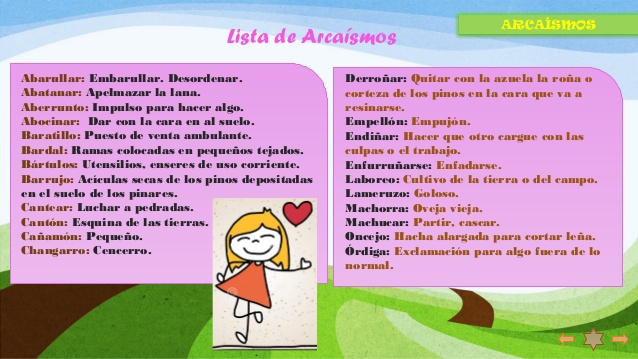 ARCAÍSMOS
Lista de Arcaísmos
Abarullar: Embarullar. Desordenar.
Abatanar: Apelmazar la lana.
Aberrunto: Impulso para hacer algo.
Abocinar: Dar con la cara en al suelo.
Baratillo: Puesto de venta ambulante.
Bardal: Ramas colocadas en pequeños tejados.
Bártulos: Utensilios, enseres de uso corriente.
Barrujo: Acículas secas de los pinos depositadas
en el suelo de los pinares.
Cantear: Luchar a pedradas.
Cantón: Esquina de las tierras.
Cañamón: Pequeño.
Changarro: Cencerro.
Derroñar: Quitar con la azuela la roña o
corteza de los pinos en la cara que va a
resinarse.
Empellón: Empujón.
Endiñar: Hacer que otro cargue con las
culpas o el trabajo.
Enfurruñarse: Enfadarse.
Laboreo: Cultivo de la tierra o del campo.
Lameruzo: Goloso.
Machorra: Oveja vieja.
Machucar: Partir, cascar.
Oncejo: Hacha alargada para cortar leña.
Órdiga: Exclamación para algo fuera de lo
normal.